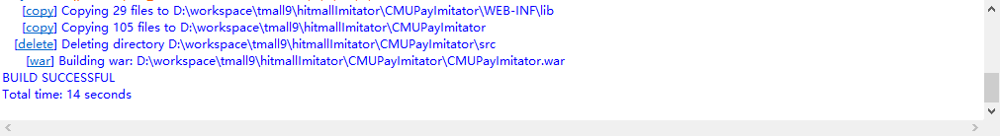 [copy] Copying 29 files to D:\workspace\tmall9\hitmallImitator\CMUPayImitator\WEB-INF\lib
[copy] Copying 105 files to D:\workspace\tmall9\hitmallImitator\CMUPayImitator
[delete] Deleting directory D:\workspace\tmall9\hitmallImitator\CMUPayImitator\src
[war] Building war: D:\workspace\tmall9\hitmallImitator\CMUPayImitator\CMUPayImitator.war
BUILD SUCCESSFUL
Total time: 14 seconds